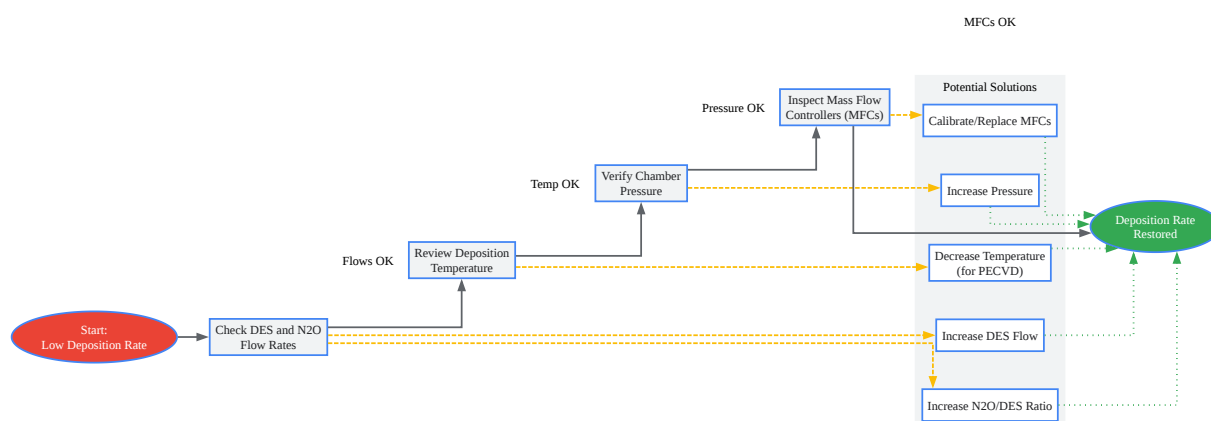 MFCs OK
Potential Solutions
Pressure OK
Inspect Mass Flow
Controllers (MFCs)
Calibrate/Replace MFCs
Temp OK
Verify Chamber
Pressure
Increase Pressure
Deposition Rate
Restored
Flows OK
Review Deposition
Temperature
Decrease Temperature
(for PECVD)
Start:
Low Deposition Rate
Check DES and N2O
Flow Rates
Increase DES Flow
Increase N2O/DES Ratio